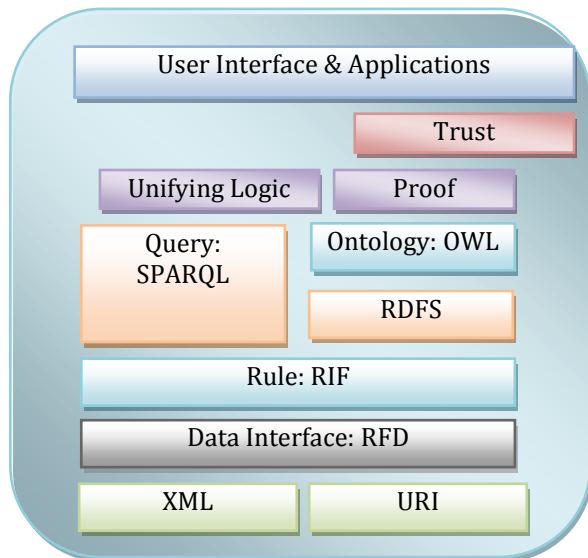 User Interface & Applications
Trust
Unifying Logic
Proof
Query:
SPARQL
Ontology: OWL
RDFS
Rule: RIF
Data Interface: RFD
XML
URI